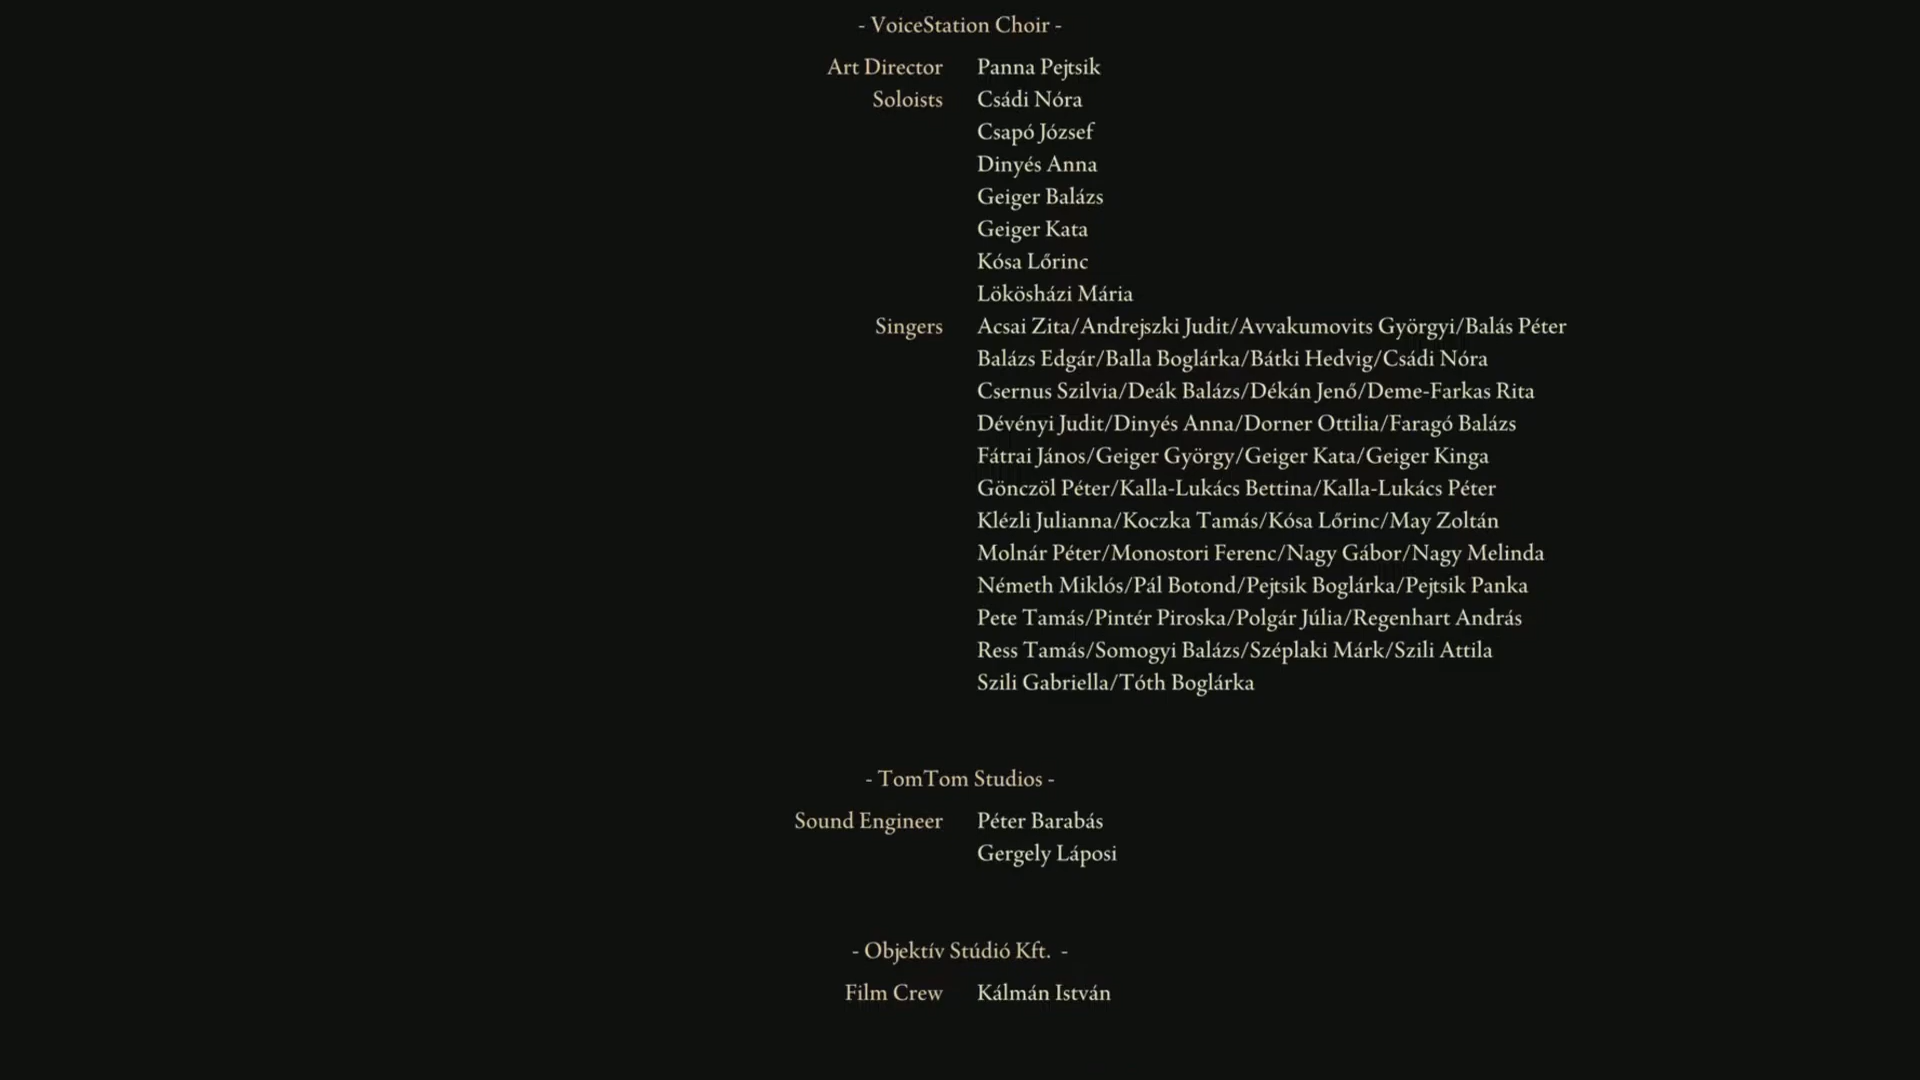 - VoiceStation Choir -
Art Director Panna Pejtsik
Soloists Csádi Nóra
Csapó József
Dinyés Anna
Geiger Balázs
Geiger Kata
Kósa Lőrinc
Lökösházi Mária
Singers Acsai Zita/Andrejszki Judit/Avvakumovits Györgyi/Balás Péter
Balázs Edgár/Balla Boglárka/Bátki Hedvig/Csádi Nóra
Csernus Szilvia/Deák Balázs/Dékán Jenő/Deme-Farkas Rita
Dévényi Judit/Dinyés Anna/Dorner Ottilia/Faragó Balázs
Fátrai János/Geiger György/Geiger Kata/Geiger Kinga
Gönczöl Péter/Kalla-Lukács Bettina/Kalla-Lukács Péter
Klézli Julianna/Koczka Tamás/Kósa Lőrinc/May Zoltán
Molnár Péter/Monostori Ferenc/Nagy Gábor/Nagy Melinda
Németh Miklós/Pál Botond/Pejtsik Boglárka/Pejtsik Panka
Pete Tamás/Pintér Piroska/Polgár Júlia/Regenhart András
Ress Tamás/Somogyi Balázs/Széplaki Márk/Szili Attila
Szili Gabriella/Tóth Boglárka
- TomTom Studios -
Sound Engineer Péter Barabás
Gergely Láposi
- Objektív Stúdió Kft. -
Film Crew Kálmán István